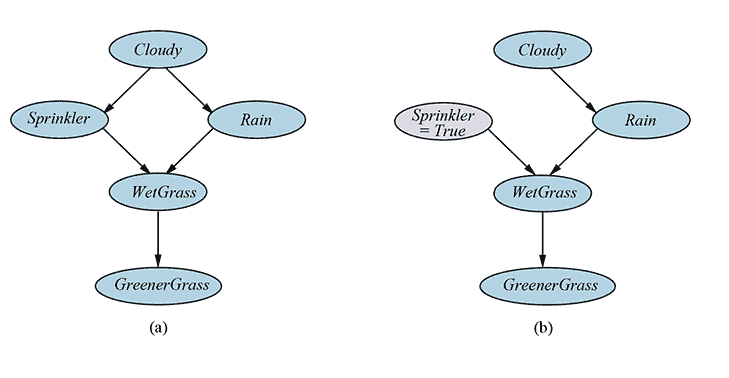 Cloudy
Sprinkler
Rain
WetGrass
GreenerGrass
(a)
Cloudy
Sprinkler
= True
Rain
WetGrass
GreenerGrass
(b)